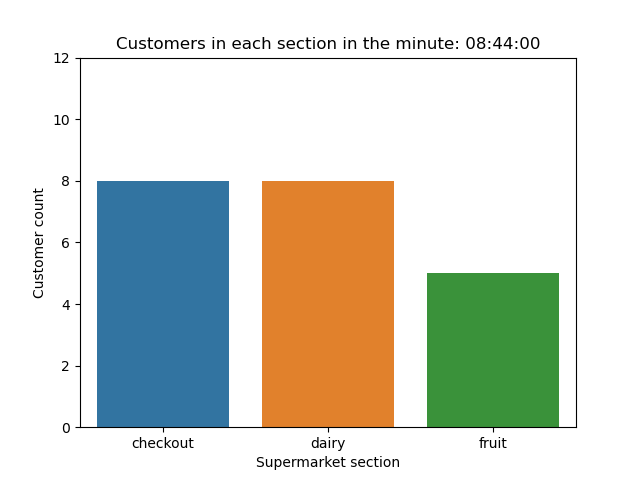 Customers in each section in the minute: 08:44:00
12
10
8
6
4
2
0
Customer count
checkout dairy fruit
Supermarket section